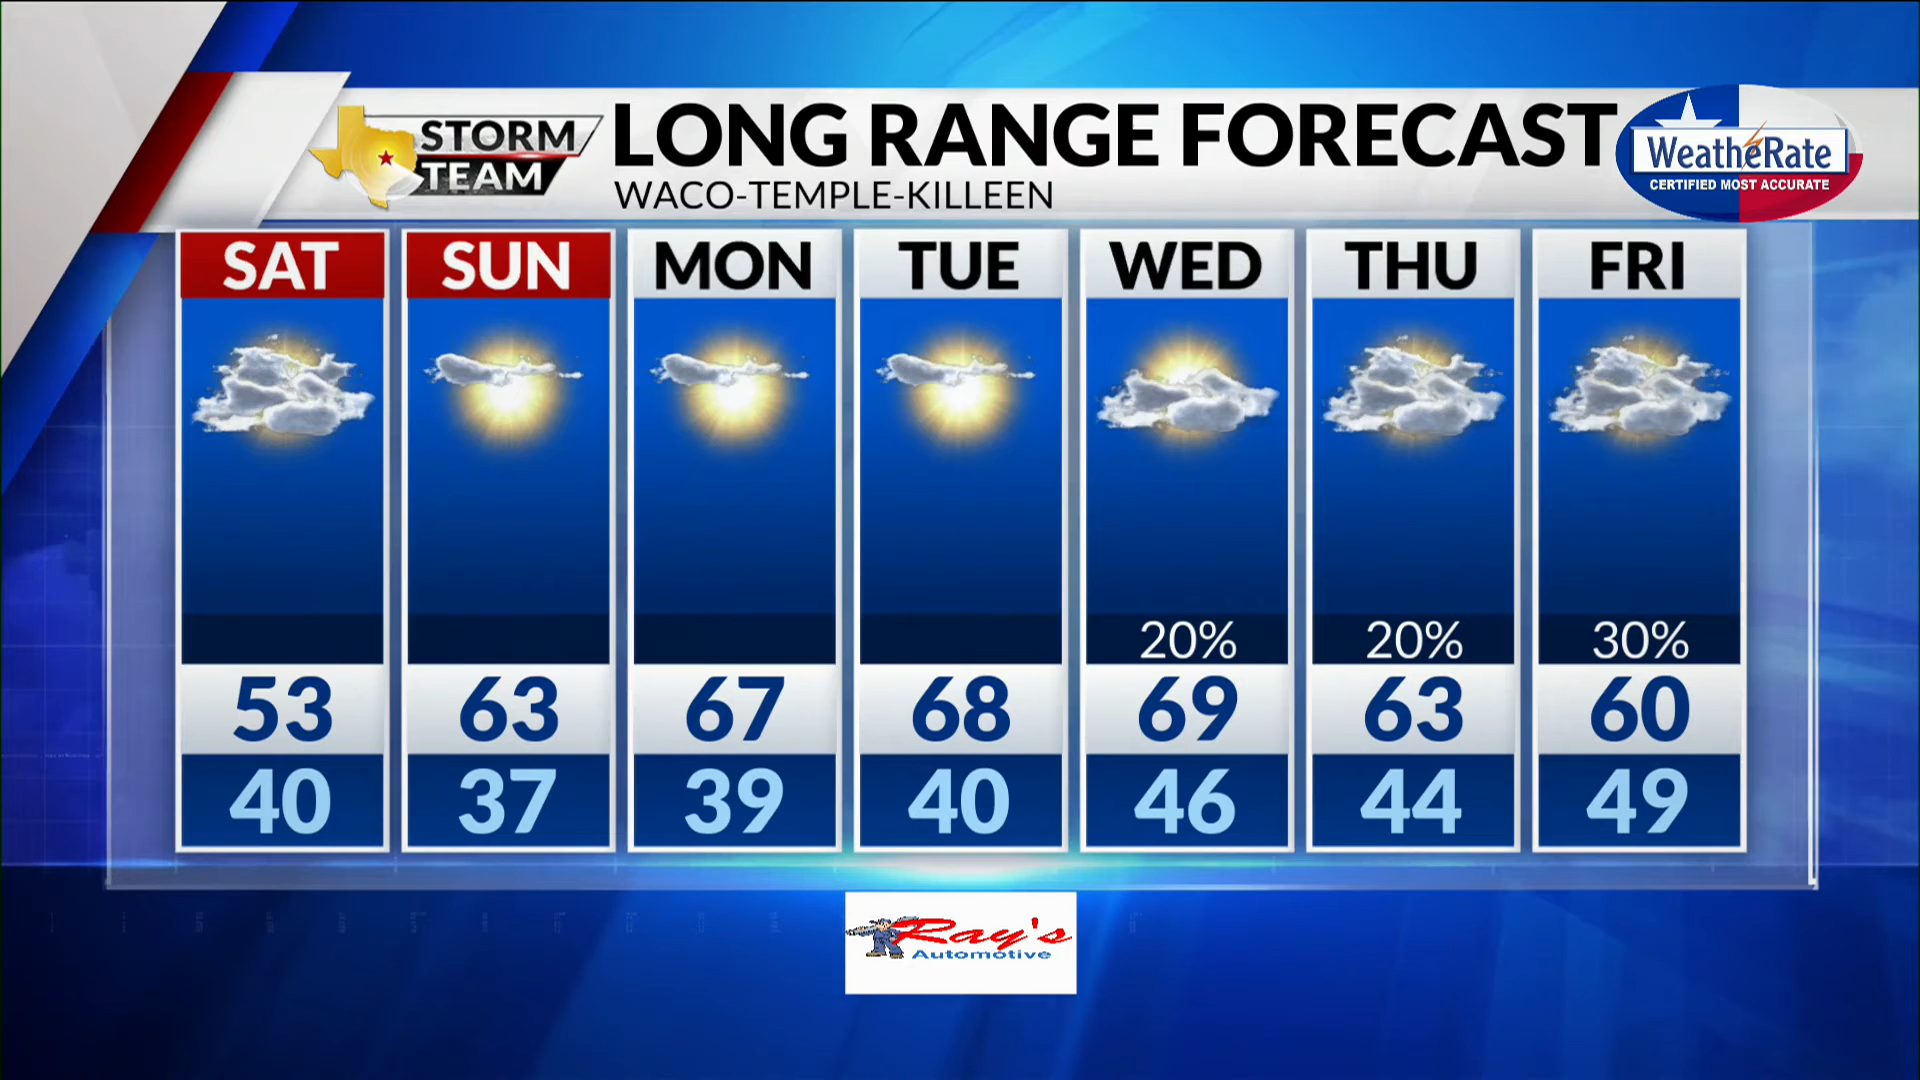 STORM TEAM
LONG RANGE FORECAST
WACO-TEMPLE-KILLEEN
WeatheRate
CERTIFIED MOST ACCURATE
SAT SUN MON TUE WED THU FRI
20% 20% 30%
53 63 67 68 69 63 60
40 37 39 40 46 44 49
Ray's
Automotive